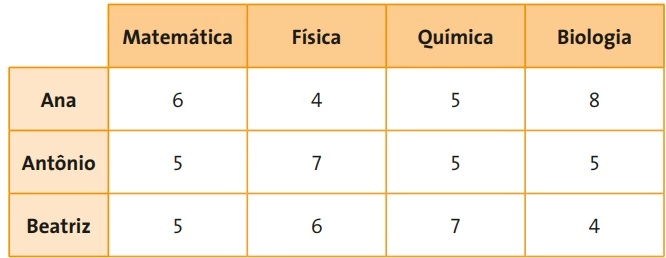 Matemática Física Química Biologia
Ana 6 4 5 8
Antônio 5 7 5 5
Beatriz 5 6 7 4